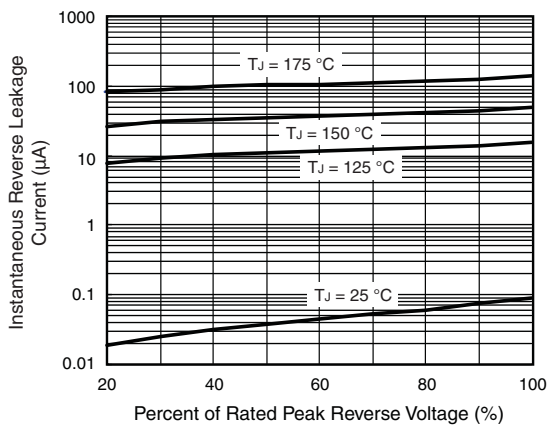 Instantaneous Reverse Leakage
Current (µA)
1000
100
10
1
0.1
0.01
TJ = 175 °C
TJ = 150 °C
TJ = 125 °C
TJ = 25 °C
20
40
60
80
100
Percent of Rated Peak Reverse Voltage (%)